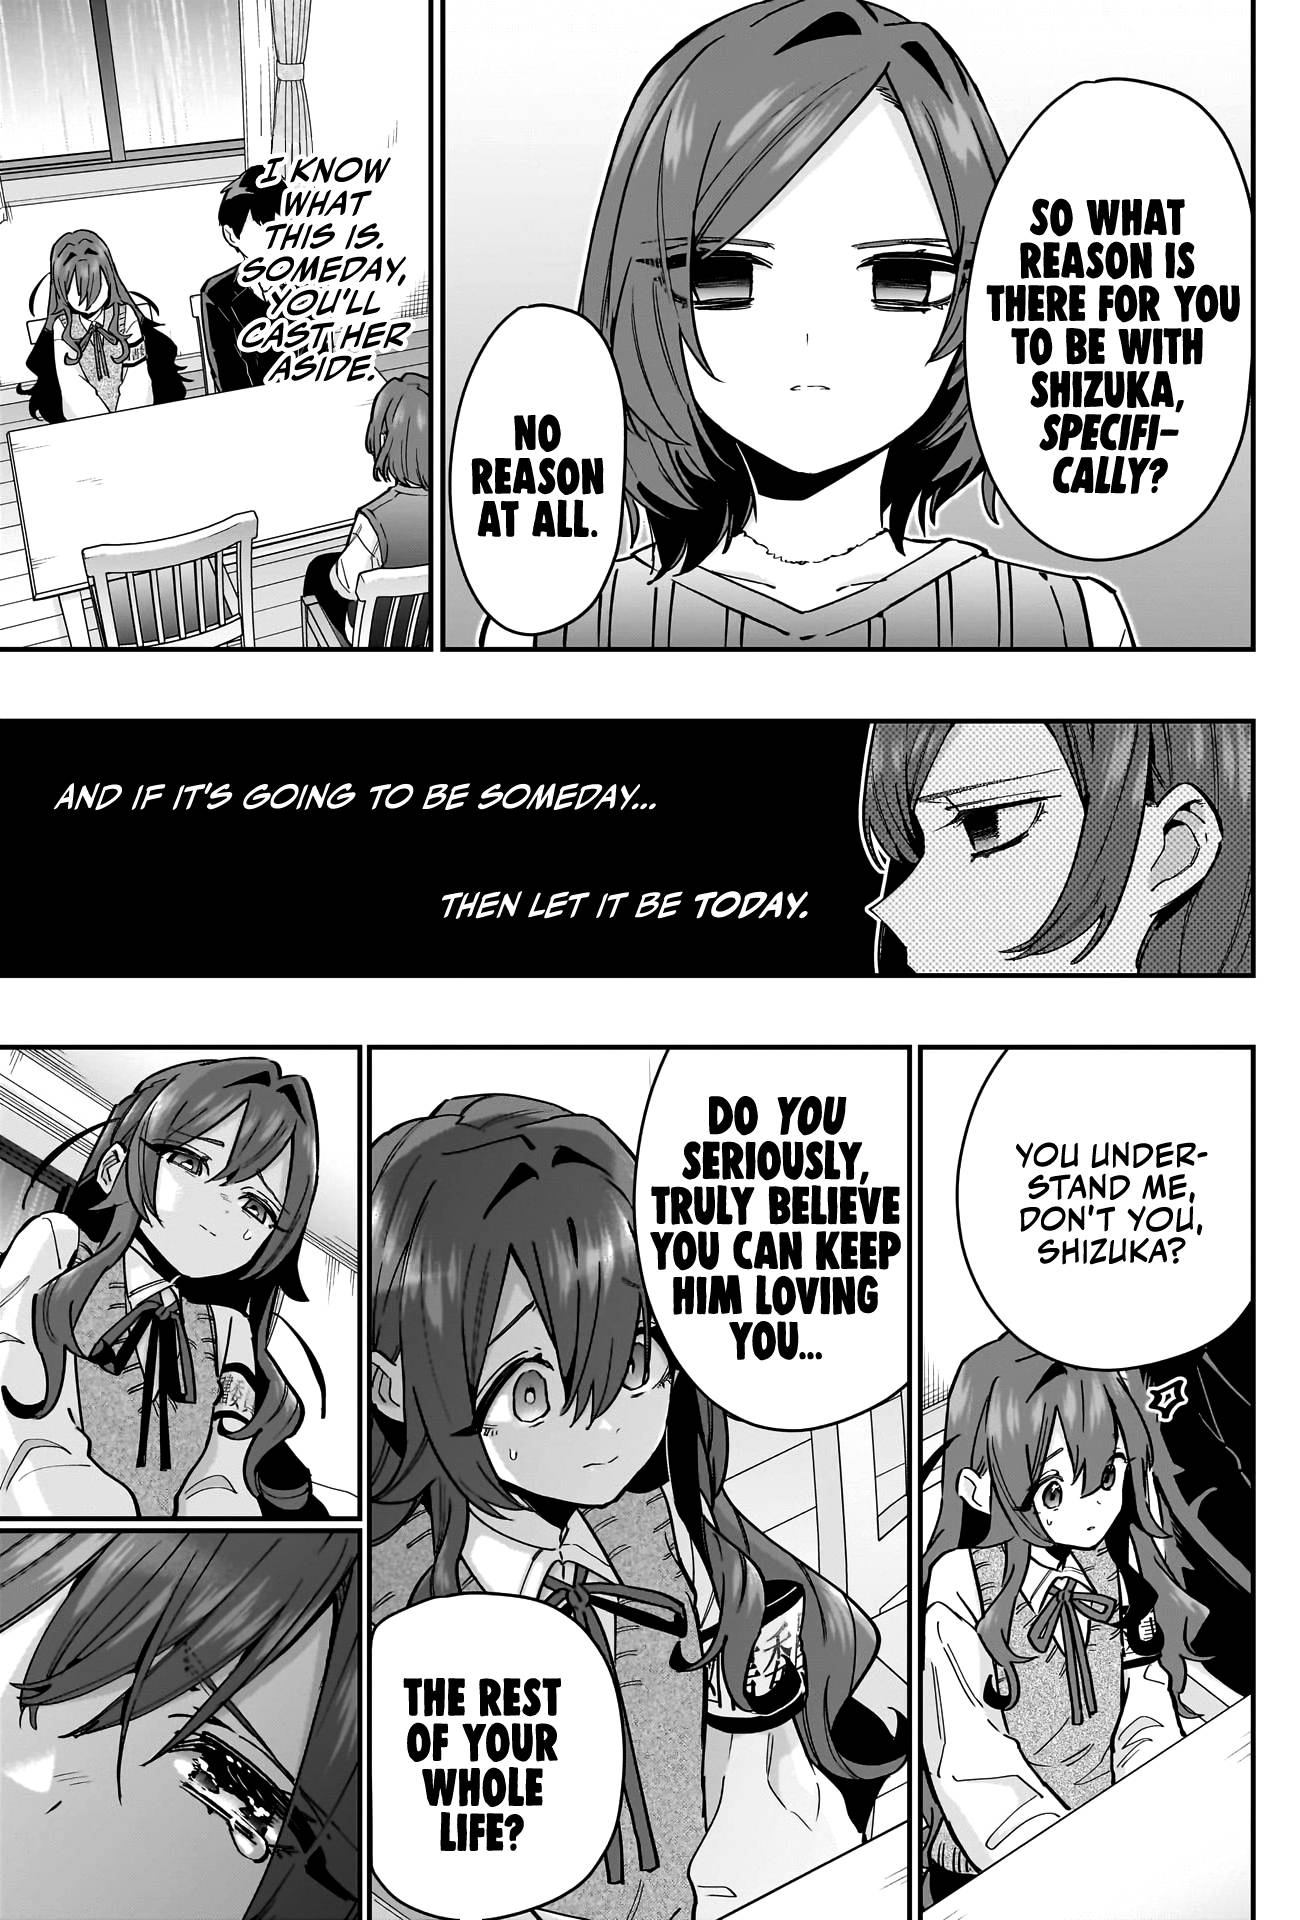 SO WHAT
REASON IS
THERE FOR YOU
TO BE WITH
SHIZUKA,
SPECIFI-
CALLY?
NO
REASON
AT ALL.
I KNOW
WHAT
THIS IS.
SOMEDAY,
YOU'LL
CAST HER
ASIDE.
AND IF IT'S GOING TO BE SOMEDAY...
THEN LET IT BE TODAY.
YOU UNDER-
STAND ME,
DON'T YOU,
SHIZUKA?
DO YOU
SERIOUSLY,
TRULY BELIEVE
YOU CAN KEEP
HIM LOVING
YOU...
THE REST
OF YOUR
WHOLE
LIFE?